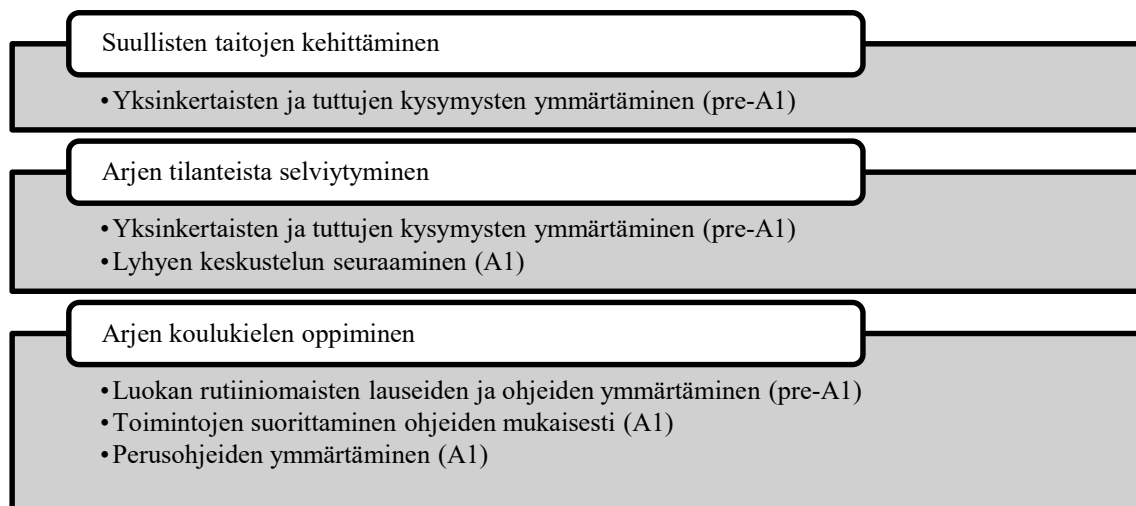 Suullisten taitojen kehittäminen
•Yksinkertaisten ja tuttujen kysymysten ymmärtäminen (pre-A1)
Arjen tilanteista selviytyminen
•Yksinkertaisten ja tuttujen kysymysten ymmärtäminen (pre-A1)
•Lyhyen keskustelun seuraaminen (A1)
Arjen koulukielen oppiminen
•Luokan rutiiniomaisten lauseiden ja ohjeiden ymmärtäminen (pre-A1)
•Toimintojen suorittaminen ohjeiden mukaisesti (A1)
•Perusohjeiden ymmärtäminen (A1)